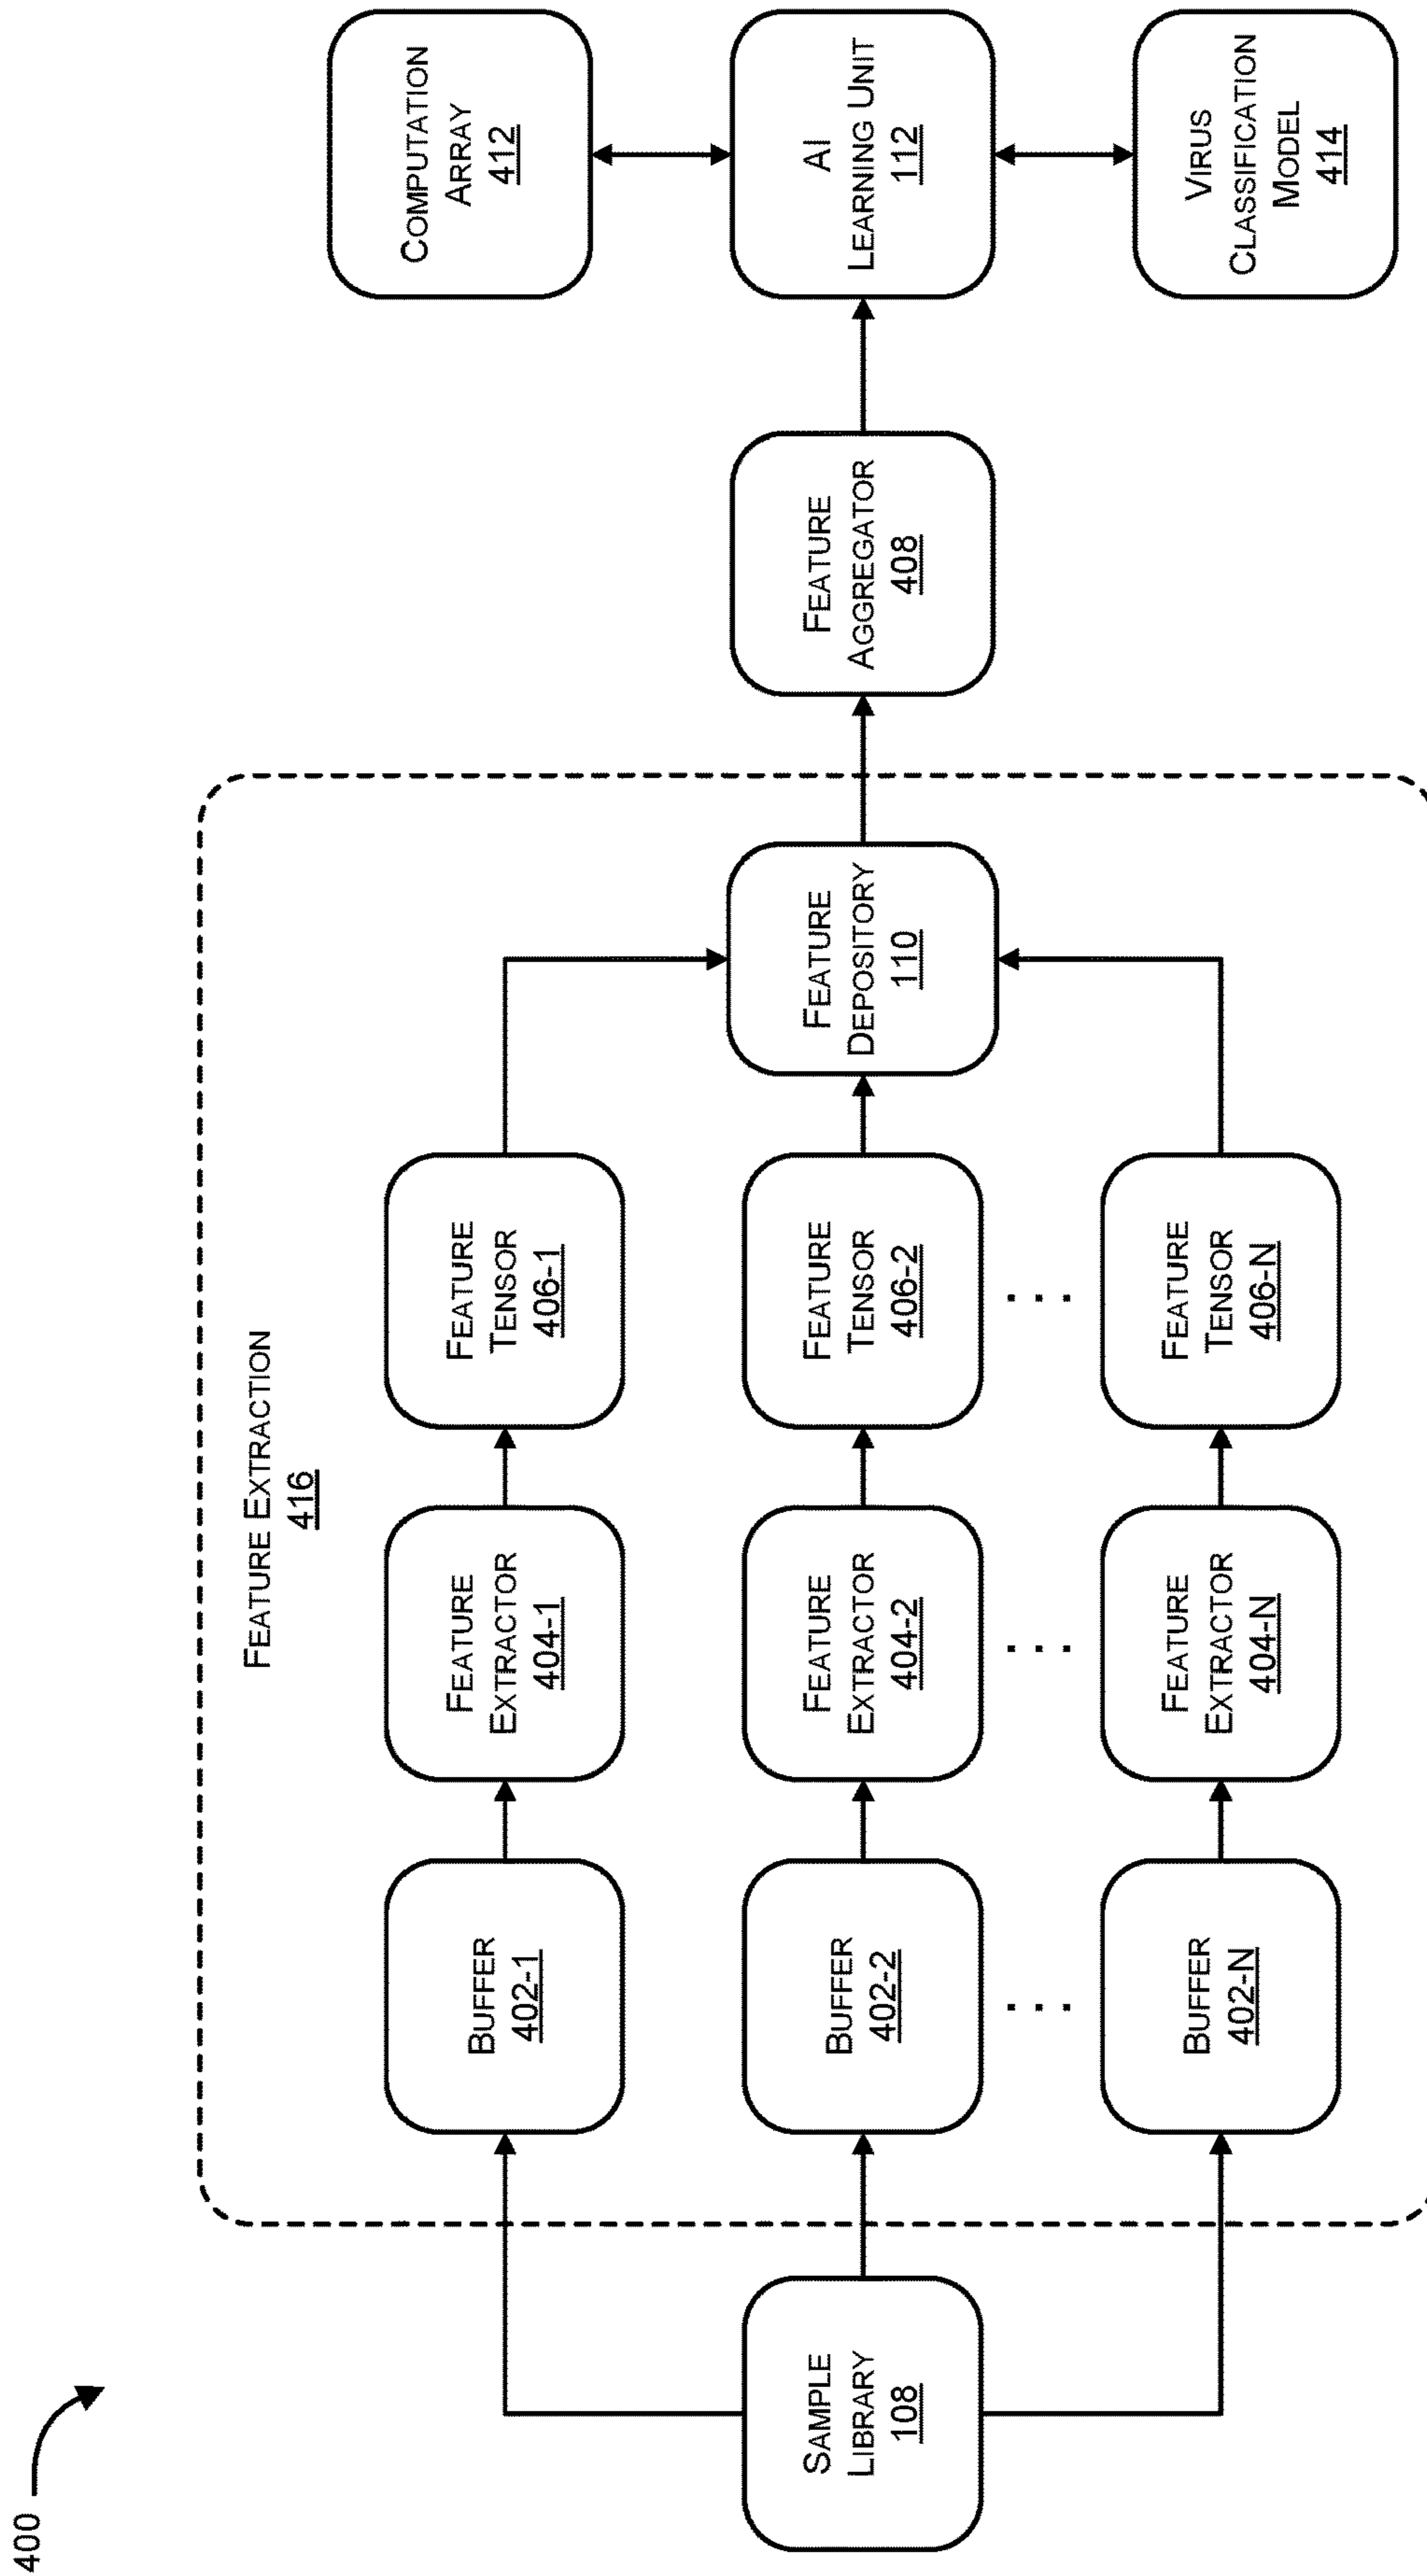 400
FEATURE EXTRACTION
416
SAMPLE
LIBRARY
108
BUFFER
402-1
FEATURE
EXTRACTOR
404-1
FEATURE
TENSOR
406-1
BUFFER
402-2
FEATURE
EXTRACTOR
404-2
FEATURE
TENSOR
406-2
...
...
...
BUFFER
402-N
FEATURE
EXTRACTOR
404-N
FEATURE
TENSOR
406-N
FEATURE
DEPOSITORY
110
FEATURE
AGGREGATOR
408
COMPUTATION
ARRAY
412
AI
LEARNING UNIT
112
VIRUS
CLASSIFICATION
MODEL
414